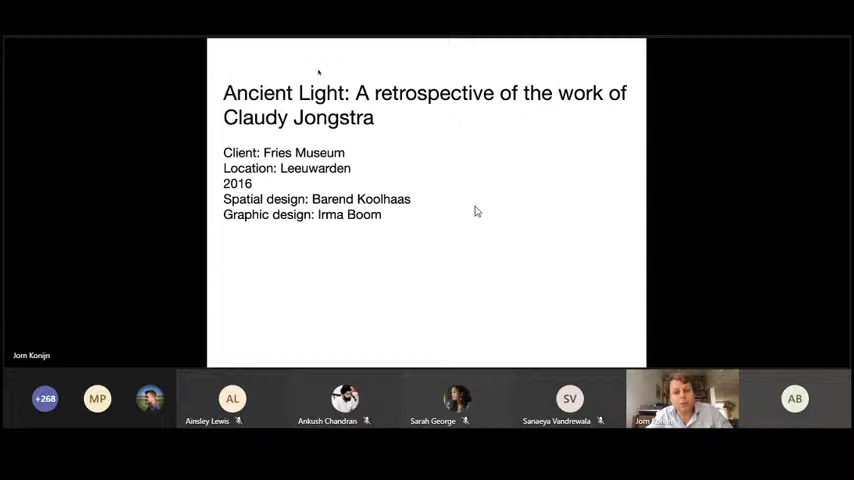 Ancient Light: A retrospective of the work of
Claudy Jongstra
Client: Fries Museum
Location: Leeuwarden
2016
Spatial design: Barend Koolhaas
Graphic design: Irma Boom
Jorn Konijn
+268
MP
AL
SV
AB
Ainsley Lewis
Ankush Chandran
Sarah George
Sanaeya Vandrewala
Jorn